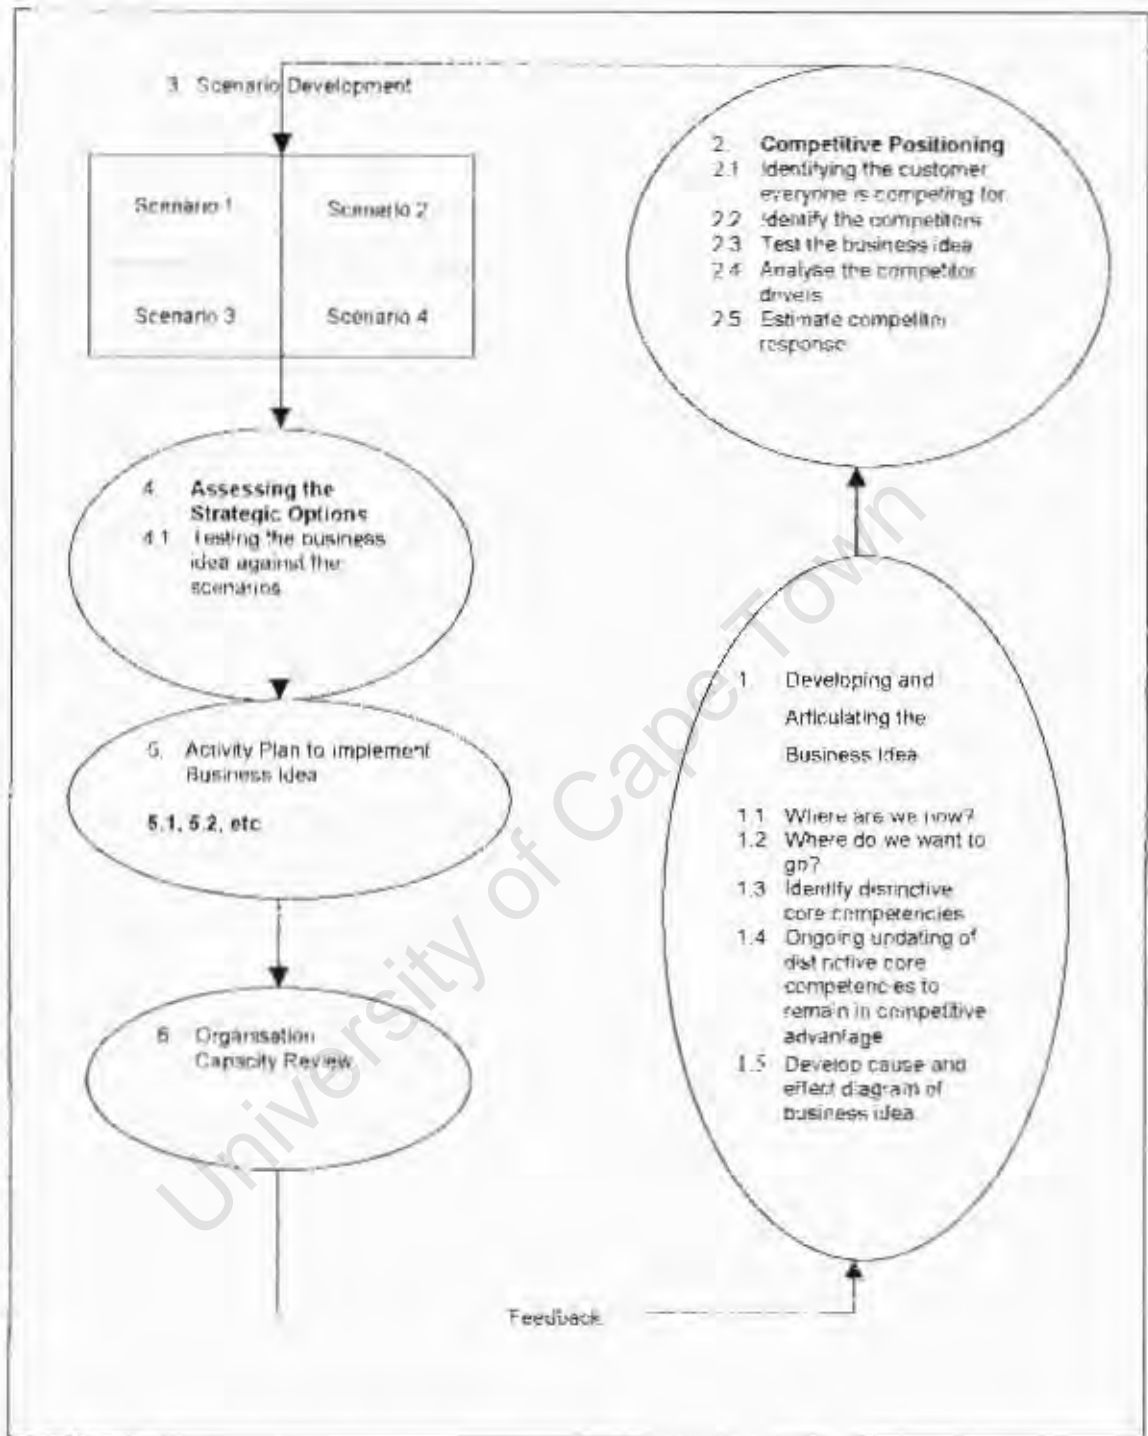 3. Scenario Development
Scenario 1
Scenario 2
Scenario 3
Scenario 4
2. Competitive Positioning
2.1 Identifying the customer
everyone is competing for
2.2 Identify the competitors
2.3 Test the business idea
2.4 Analyse the competitor
drivers
2.5 Estimate competitor
response
4. Assessing the
Strategic Options
4.1 Testing the business
idea against the
scenarios
5. Activity Plan to implement
Business Idea
5.1, 5.2, etc
6. Organisation
Capacity Review
1. Developing and
Articulating the
Business Idea
1.1 Where are we now?
1.2 Where do we want to
go?
1.3 Identify distinctive
core competencies
1.4 Ongoing updating of
distinctive core
competencies to
remain in competitive
advantage
1.5 Develop cause and
effect diagram of
business idea.
Feedback
University of Cape Town